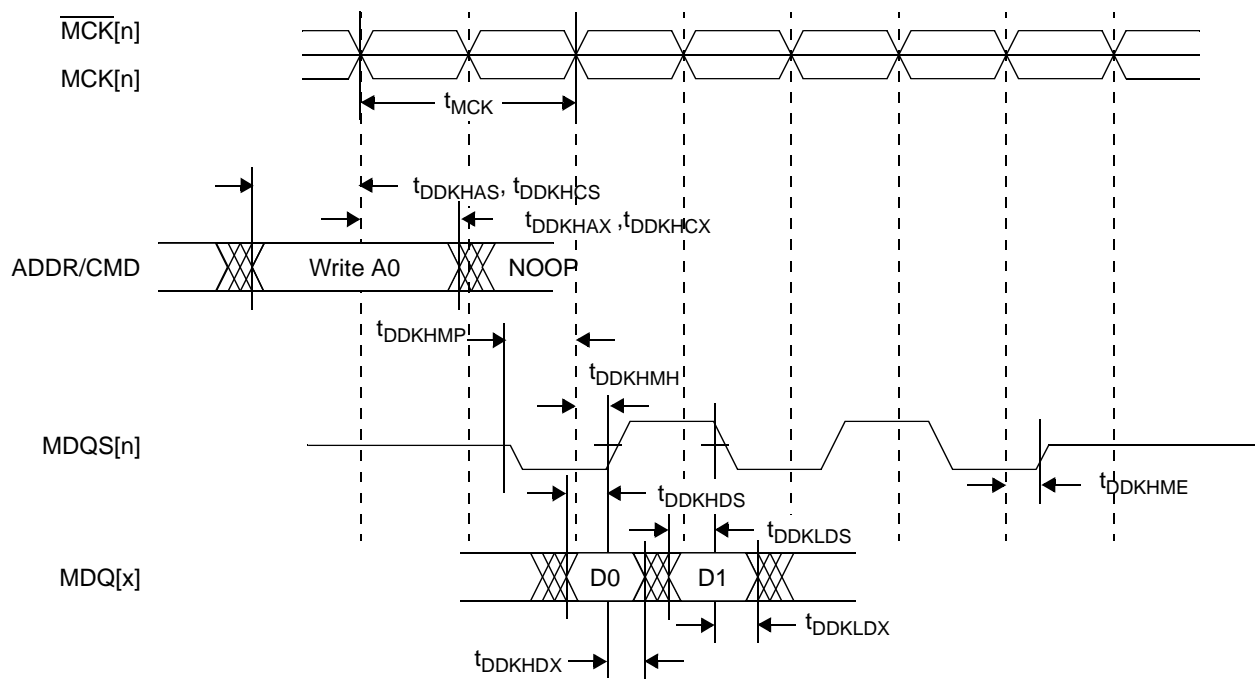 MCK[n]
MCK[n]
tMCK
tDDKHAS, tDDKHCS
tDDKHAX ,tDDKHCX
ADDR/CMD Write A0 NOOP
tDDKHMP
tDDKHMH
MDQS[n]
tDDKHME
tDDKHDS
tDDKLDS
MDQ[x] D0 D1
tDDKLDX
tDDKHDX